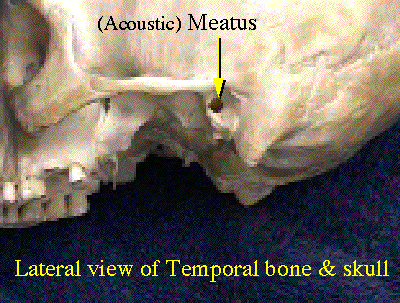 (Acoustic) Meatus
Lateral view of Temporal bone & skull